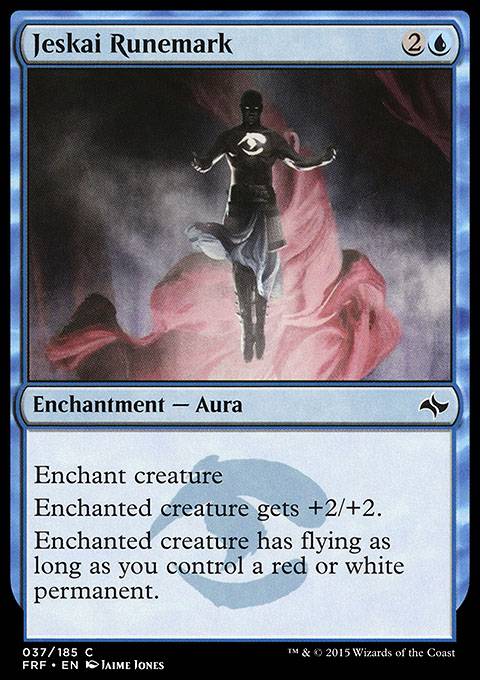 Jeskai Runemark 2
Enchantment — Aura
Enchant creature
Enchanted creature gets +2/+2.
Enchanted creature has flying as
long as you control a red or white
permanent.
037/185 C
FRF • EN Jaime Jones
™ & © 2015 Wizards of the Coast